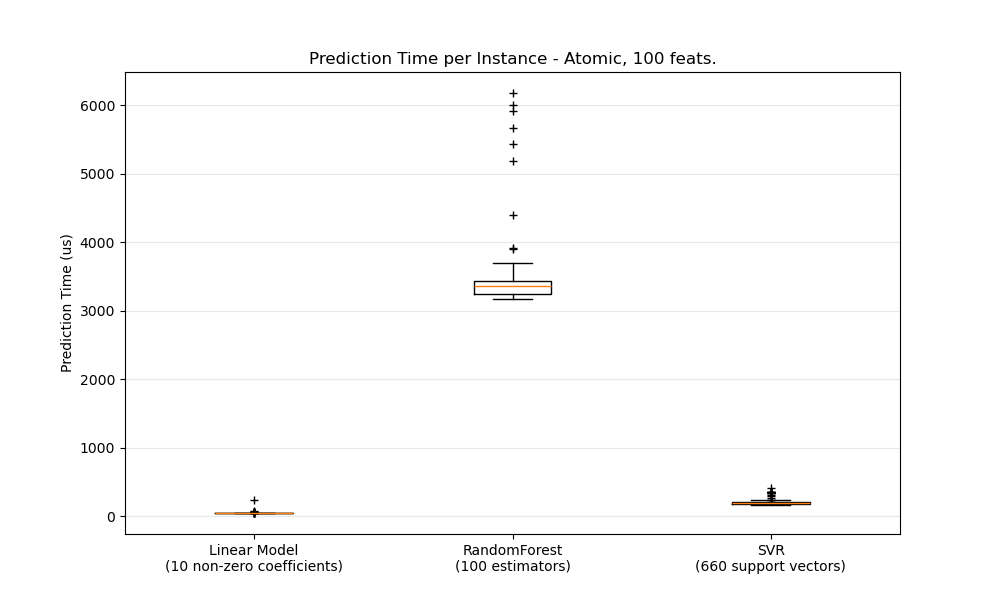 Prediction Time per Instance - Atomic, 100 feats.
Prediction Time (us)
6000
5000
4000
3000
2000
1000
0
Linear Model
(10 non-zero coefficients)
RandomForest
(100 estimators)
SVR
(660 support vectors)